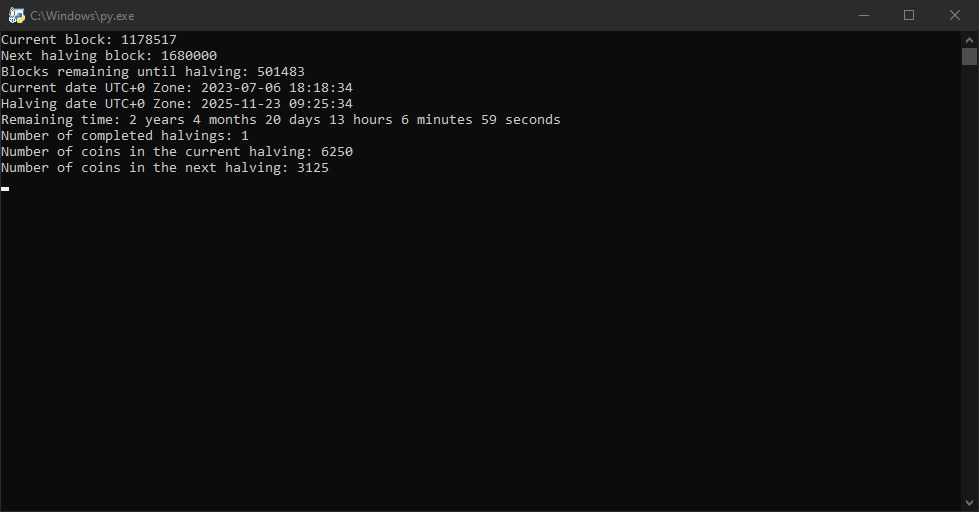 C:\Windows\py.exe
Current block: 1178517
Next halving block: 1680000
Blocks remaining until halving: 501483
Current date UTC+0 Zone: 2023-07-06 18:18:34
Halving date UTC+0 Zone: 2025-11-23 09:25:34
Remaining time: 2 years 4 months 20 days 13 hours 6 minutes 59 seconds
Number of completed halvings: 1
Number of coins in the current halving: 6250
Number of coins in the next halving: 3125